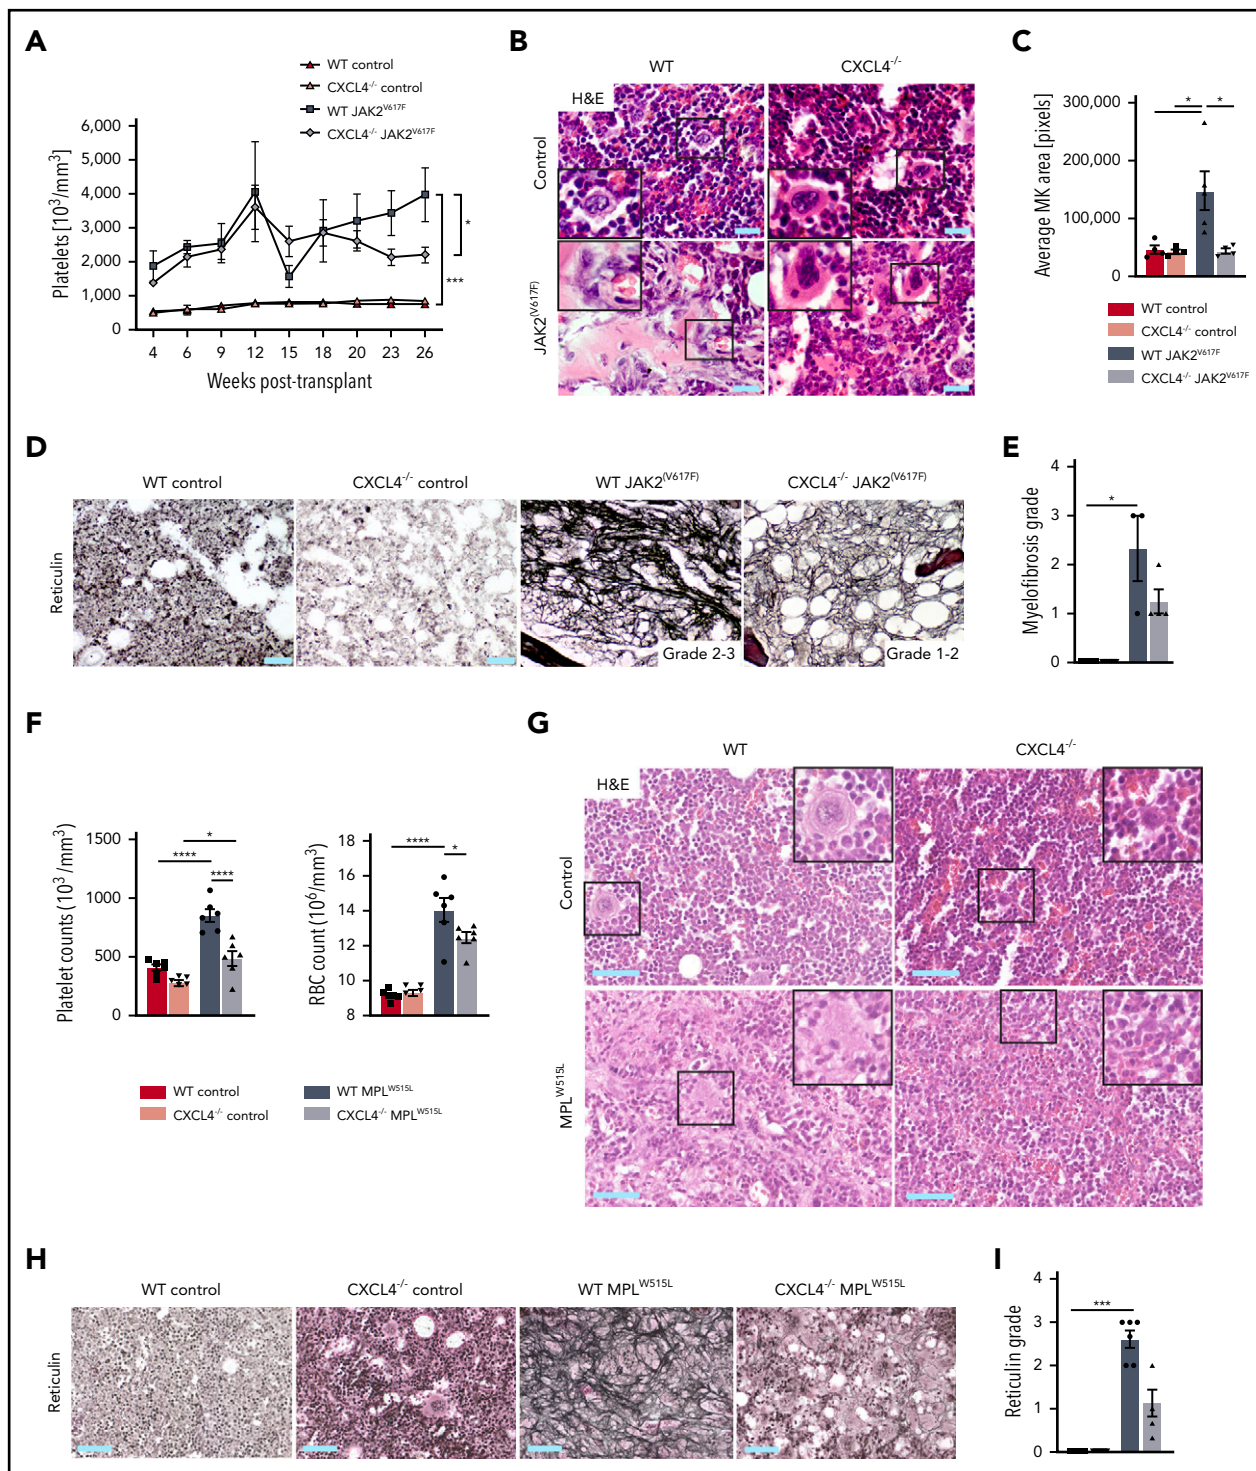 A
WT control
CXCL4-/- control
WT JAK2V617F
CXCL4-/- JAK2V617F
Platelets [10³/mm³]
6,000
5,000
4,000
3,000
2,000
1,000
0
*
***
4 6 9 12 15 18 20 23 26
Weeks post-transplant
B
WT CXCL4-/-
H&E
Control
JAK2(V617F)
C
Average MK area [pixels]
300,000
200,000
100,000
0
* *
WT control
CXCL4-/- control
WT JAK2V617F
CXCL4-/- JAK2V617F
D
WT control CXCL4-/- control WT JAK2(V617F) CXCL4-/- JAK2(V617F)
Reticulin
Grade 2-3 Grade 1-2
E
Myelofibrosis grade
4
3
2
1
0
*
F
Platelet counts (10³/mm³)
1500
1000
500
0
*
****
****
RBC count (10⁶/mm³)
18
16
14
12
10
8
**** *
WT control WT MPLW515L
CXCL4-/- control CXCL4-/- MPLW515L
G
WT CXCL4-/-
H&E
Control
MPLW515L
H
WT control CXCL4-/- control WT MPLW515L CXCL4-/- MPLW515L
Reticulin
I
Reticulin grade
4
3
2
1
0
***